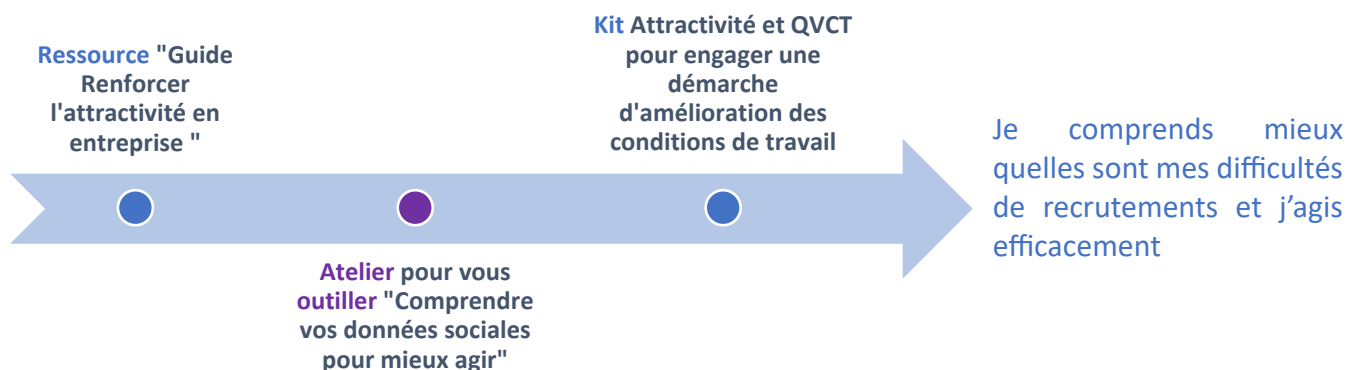 Ressource "Guide
Renforcer
l'attractivité en
entreprise "
Atelier pour vous
outiller "Comprendre
vos données sociales
pour mieux agir"
Kit Attractivité et QVCT
pour engager une
démarche
d'amélioration des
conditions de travail
Je comprends mieux
quelles sont mes difficultés
de recrutements et j’agis
efficacement